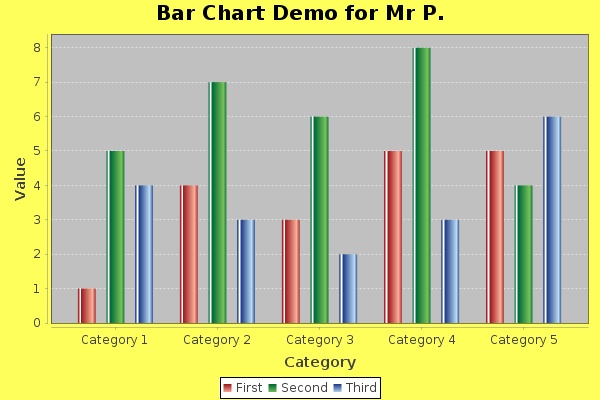 Bar Chart Demo for Mr P.
8
7
6
5
4
3
2
1
0
Value
Category 1 Category 2 Category 3 Category 4 Category 5
Category
First Second Third